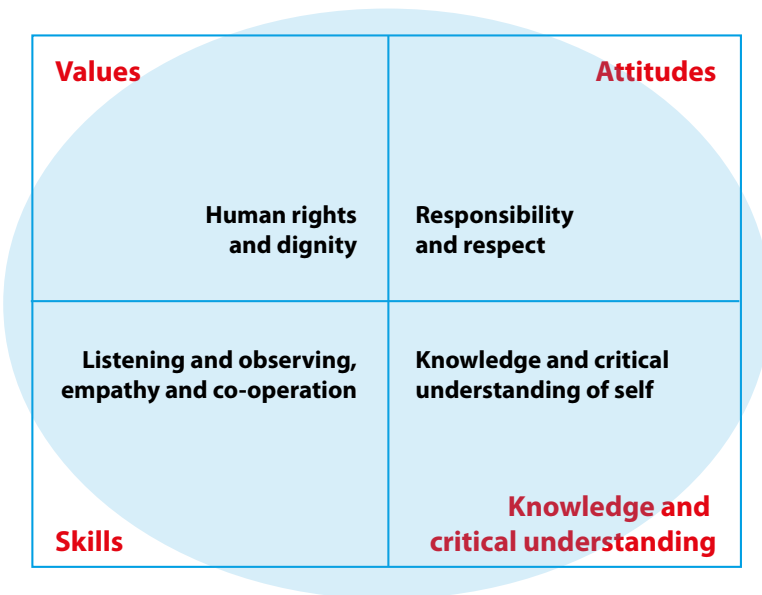 Values
Attitudes
Human rights
and dignity
Responsibility
and respect
Listening and observing,
empathy and co-operation
Knowledge and critical
understanding of self
Skills
Knowledge and
critical understanding